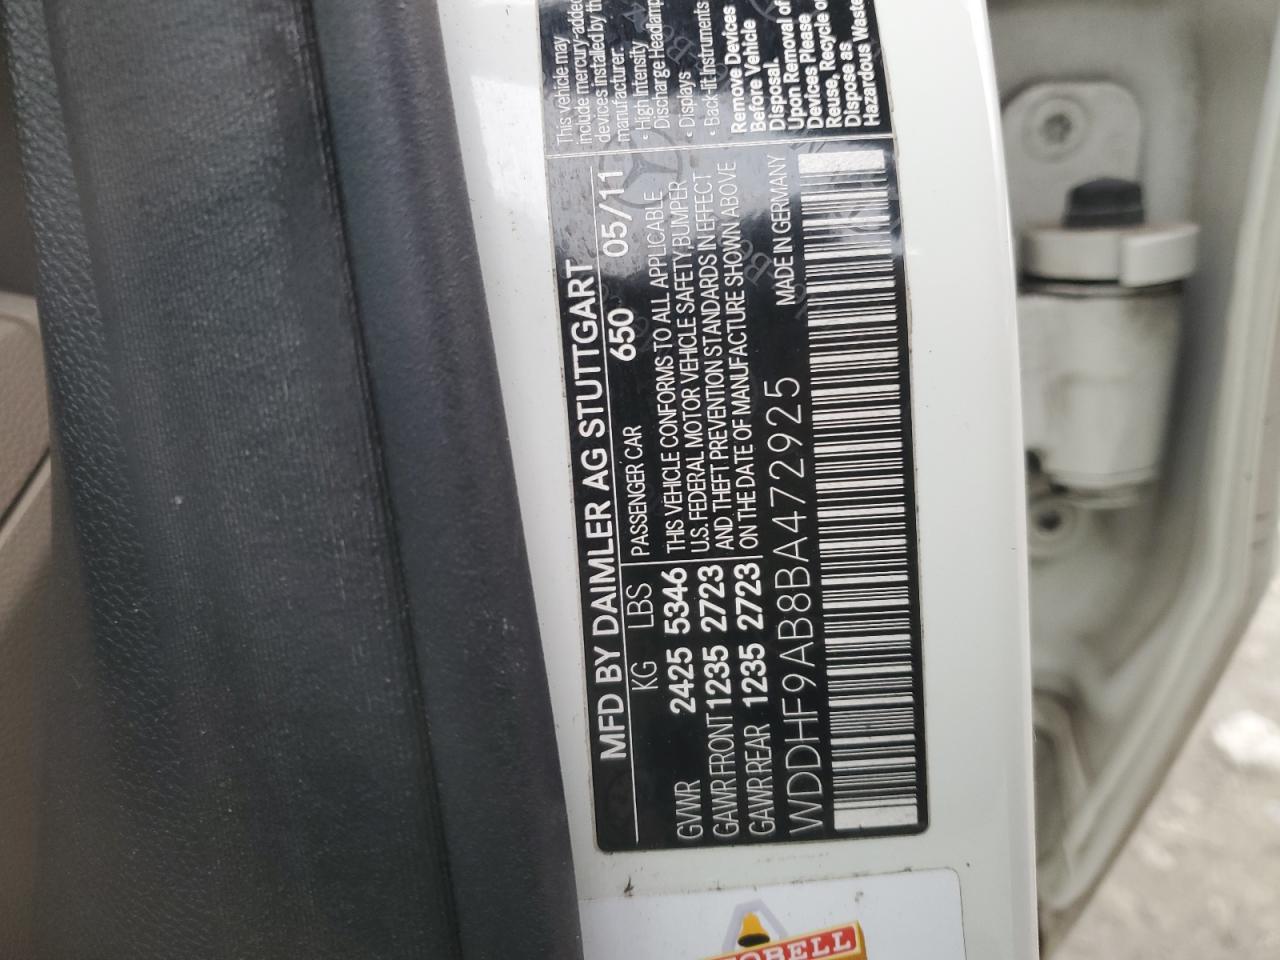 MFD BY DAIMLER AG STUTTGART
650 05/11
KG LBS PASSENGER CAR
GVWR 2425 5346 THIS VEHICLE CONFORMS TO ALL APPLICABLE
GAWR FRONT 1235 2723 U.S. FEDERAL MOTOR VEHICLE SAFETY, BUMPER
AND THEFT PREVENTION STANDARDS IN EFFECT
GAWR REAR 1235 2723 ON THE DATE OF MANUFACTURE SHOWN ABOVE
WDDHF9AB8BA472925 MADE IN GERMANY
This vehicle may
include mercury-added
devices installed by the
manufacturer:
• High Intensity
Discharge Headlamp
• Displays
• Back-lit Instruments
Remove Devices
Before Vehicle
Disposal.
Upon Removal of
Devices Please
Reuse, Recycle or
Dispose as
Hazardous Waste
OBELL